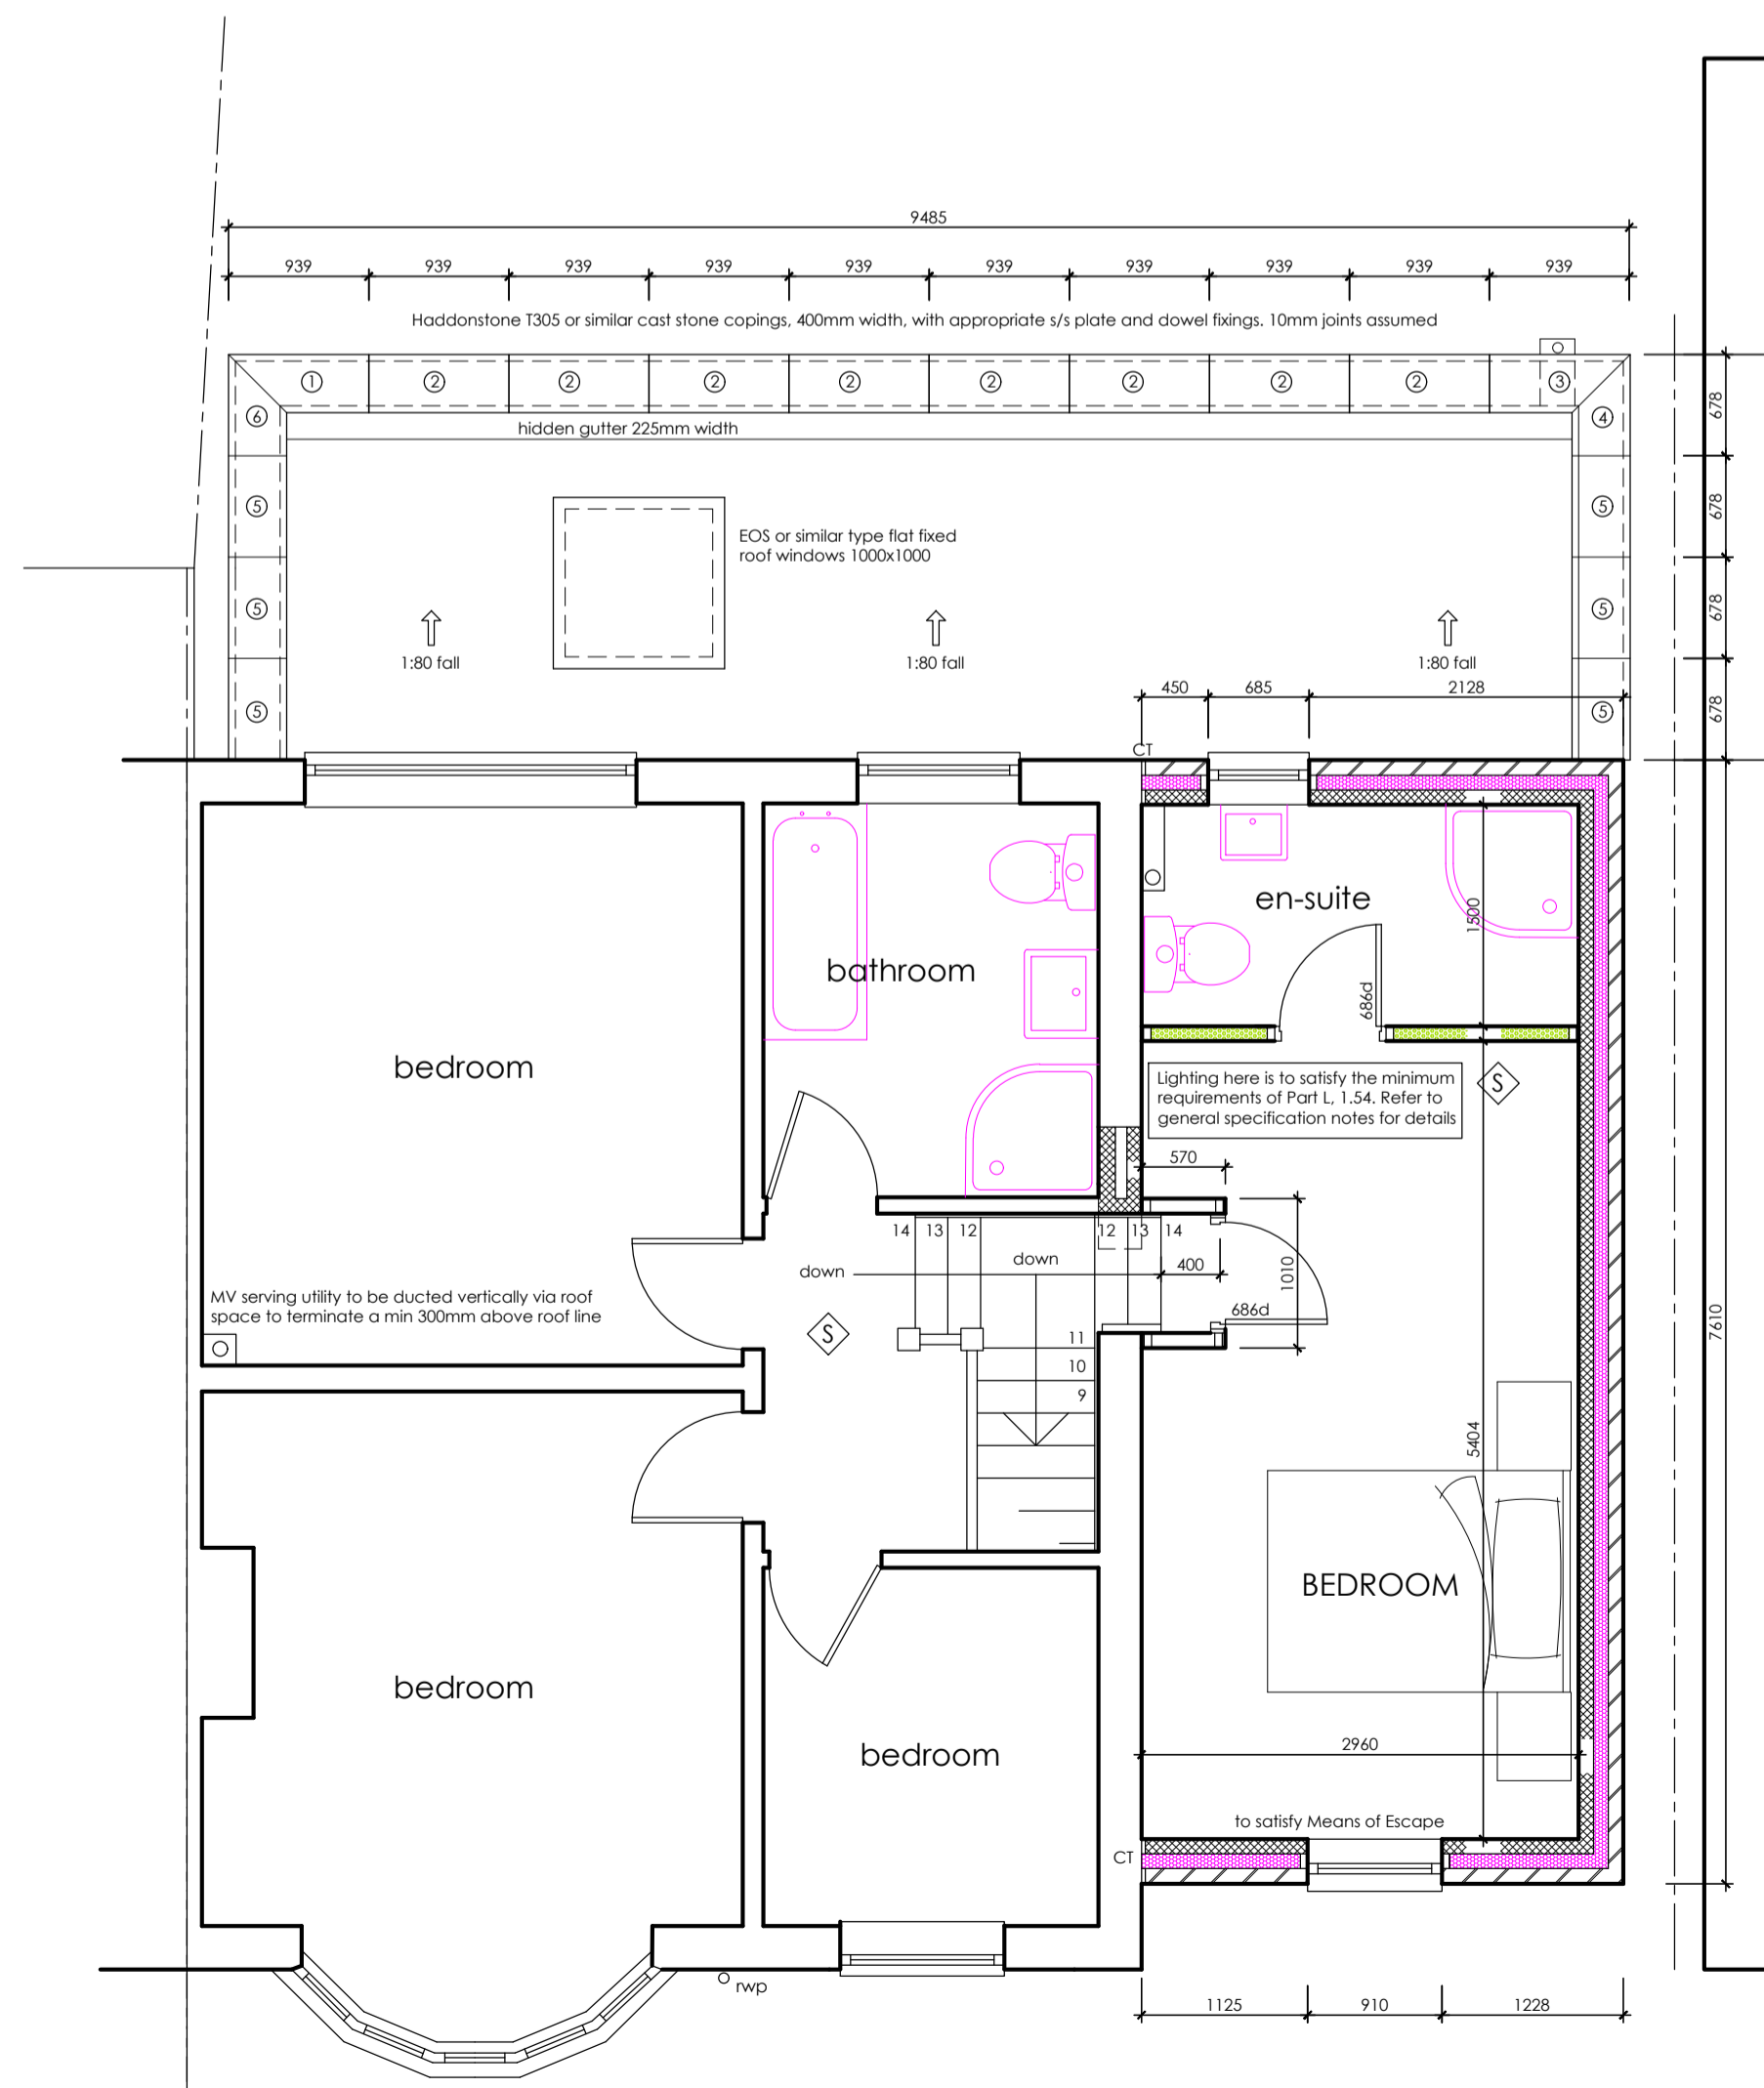 9485
939 939 939 939 939 939 939 939 939 939
Haddonstone T305 or similar cast stone copings, 400mm width, with appropriate s/s plate and dowel fixings. 10mm joints assumed
1 2 2 2 2 2 2 2 2 3
6 4
hidden gutter 225mm width
678
5 5
678
EOS or similar type flat fixed
roof windows 1000x1000
5 5
678
1:80 fall 1:80 fall 1:80 fall
450 685 2128
5 5
678
CT
en-suite
1500
bathroom
686d
bedroom
Lighting here is to satisfy the minimum
requirements of Part L, 1.54. Refer to
general specification notes for details
S
570
14 13 12 12 13 14
down
down
400
1010
686d
MV serving utility to be ducted vertically via roof
space to terminate a min 300mm above roof line
S
11
10
9
7610
5404
BEDROOM
bedroom
bedroom
2960
to satisfy Means of Escape
CT
rwp
1125 910 1228